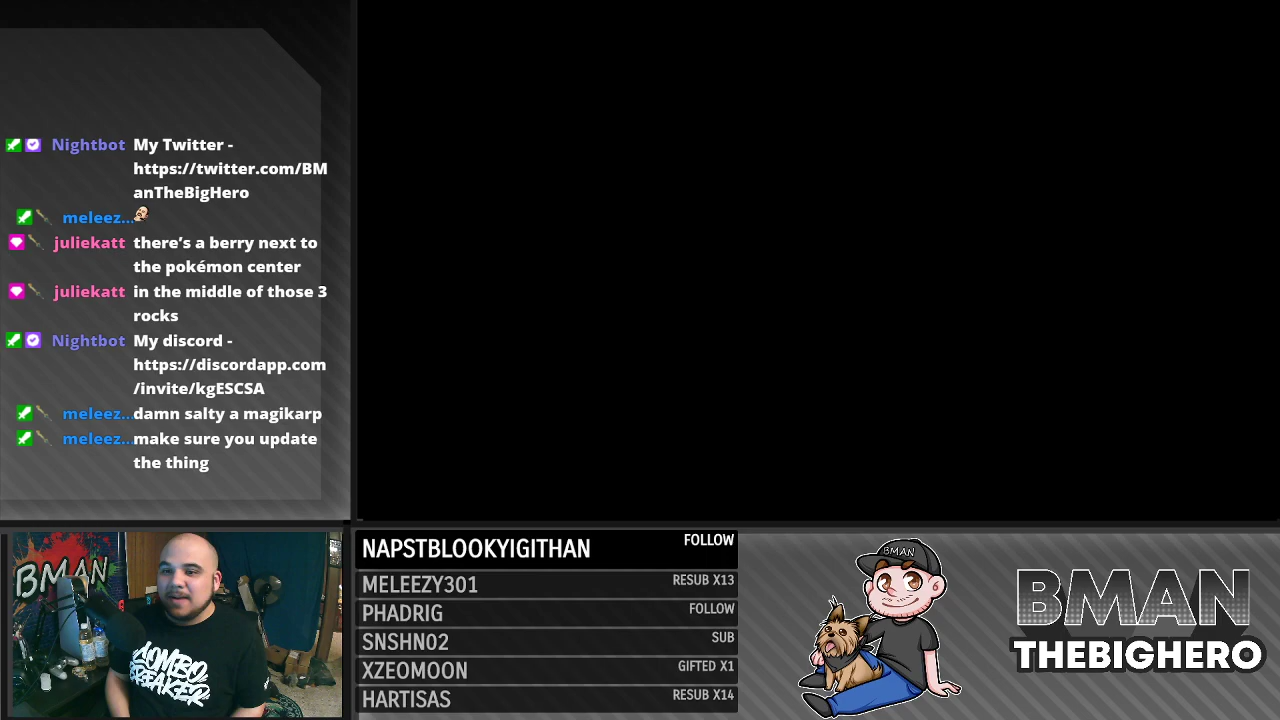 Nightbot My Twitter -
https://twitter.com/BM
anTheBigHero
meleez...
juliekatt there's a berry next to
the pokémon center
juliekatt in the middle of those 3
rocks
Nightbot My discord -
https://discordapp.com
/invite/kgESCSA
meleez... damn salty a magikarp
meleez... make sure you update
the thing
BMAN
COMBO
BREAKER
NAPSTBLOOKYIGITHAN FOLLOW
MELEEZY301 RESUB X13
PHADRIG FOLLOW
SNSHN02 SUB
XZEOMOON GIFTED X1
HARTISAS RESUB X14
BMAN
BMAN
THEBIGHERO